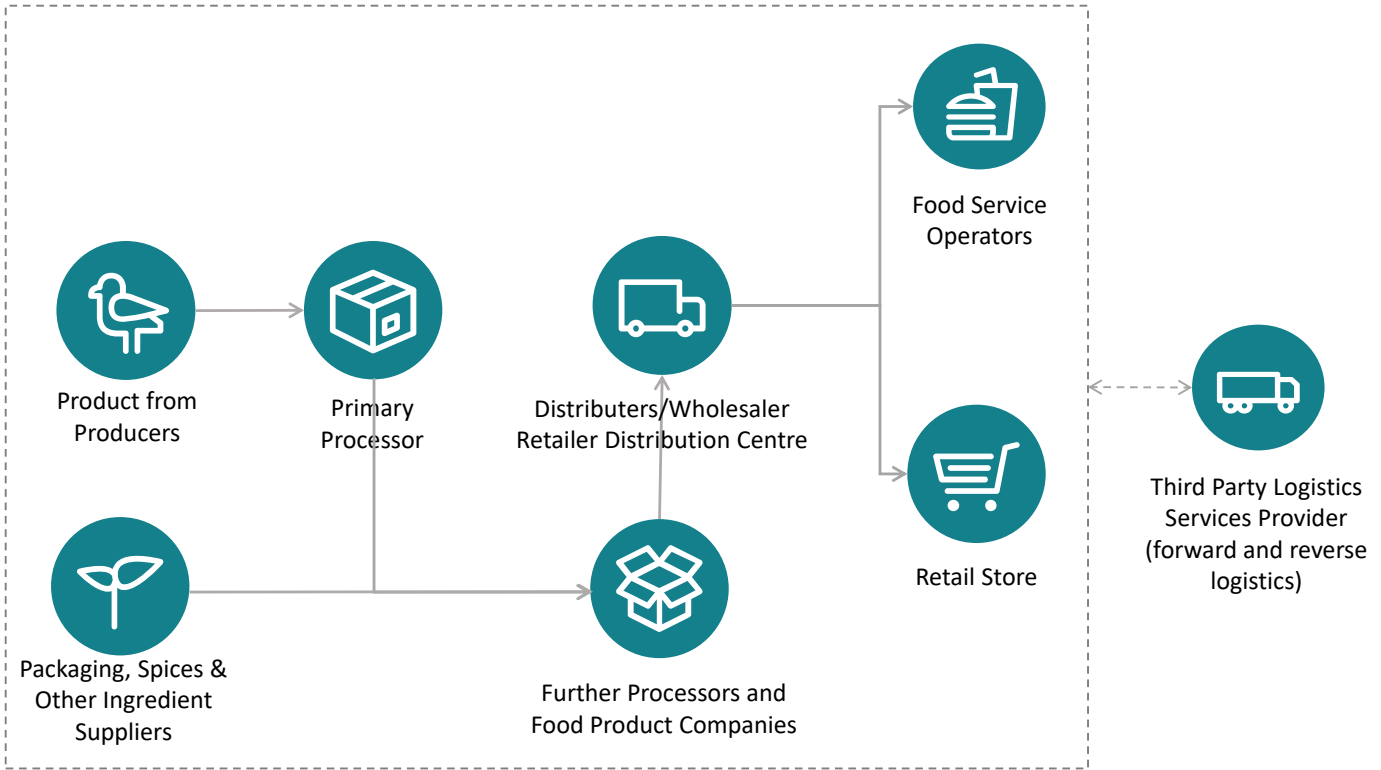 Food Service
Operators
Product from
Producers
Primary
Processor
Distributers/Wholesaler
Retailer Distribution Centre
Retail Store
Third Party Logistics
Services Provider
(forward and reverse
logistics)
Packaging, Spices &
Other Ingredient
Suppliers
Further Processors and
Food Product Companies